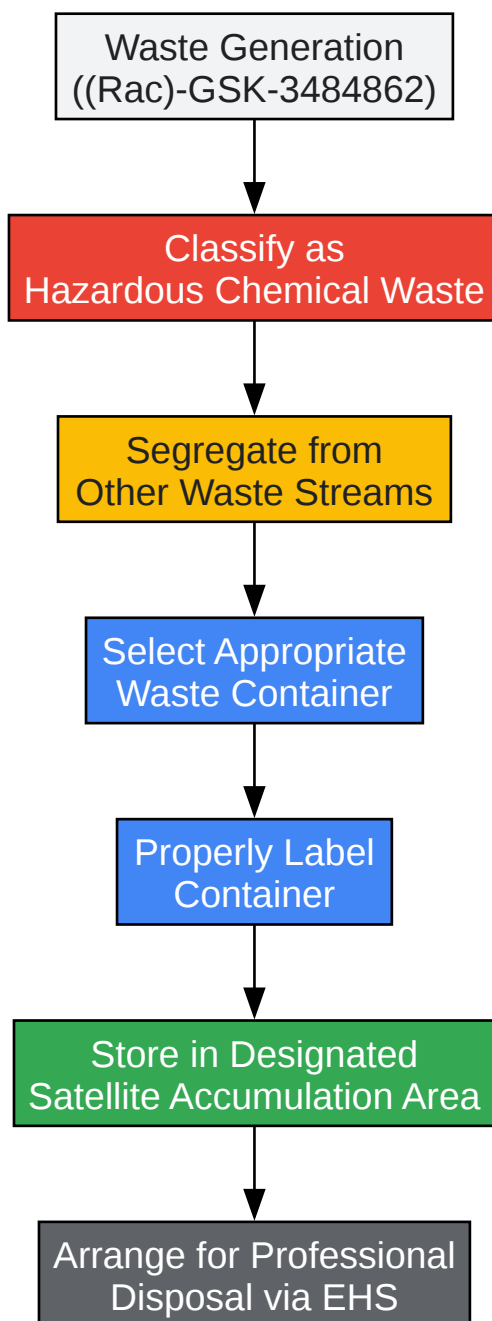 Waste Generation
((Rac)-GSK-3484862)
Classify as
Hazardous Chemical Waste
Segregate from
Other Waste Streams
Select Appropriate
Waste Container
Properly Label
Container
Store in Designated
Satellite Accumulation Area
Arrange for Professional
Disposal via EHS